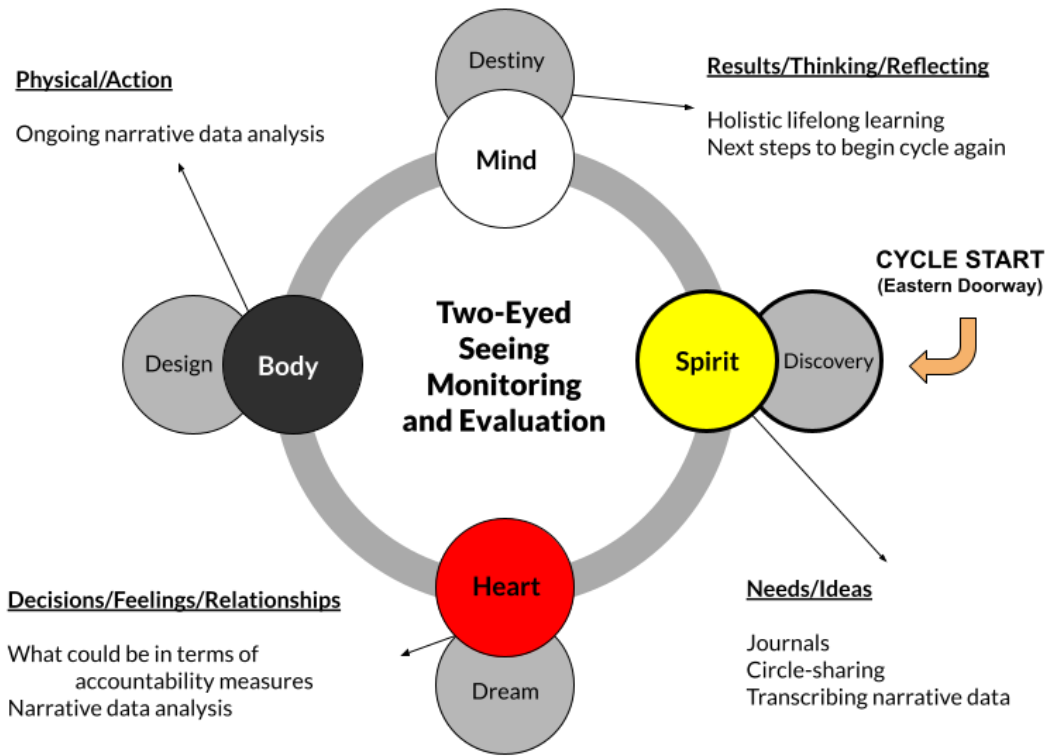 Destiny
Mind
Physical/Action
Ongoing narrative data analysis
Results/Thinking/Reflecting
Holistic lifelong learning
Next steps to begin cycle again
CYCLE START
(Eastern Doorway)
Design
Body
Two-Eyed
Seeing
Monitoring
and Evaluation
Spirit
Discovery
Heart
Dream
Decisions/Feelings/Relationships
What could be in terms of
accountability measures
Narrative data analysis
Needs/Ideas
Journals
Circle-sharing
Transcribing narrative data